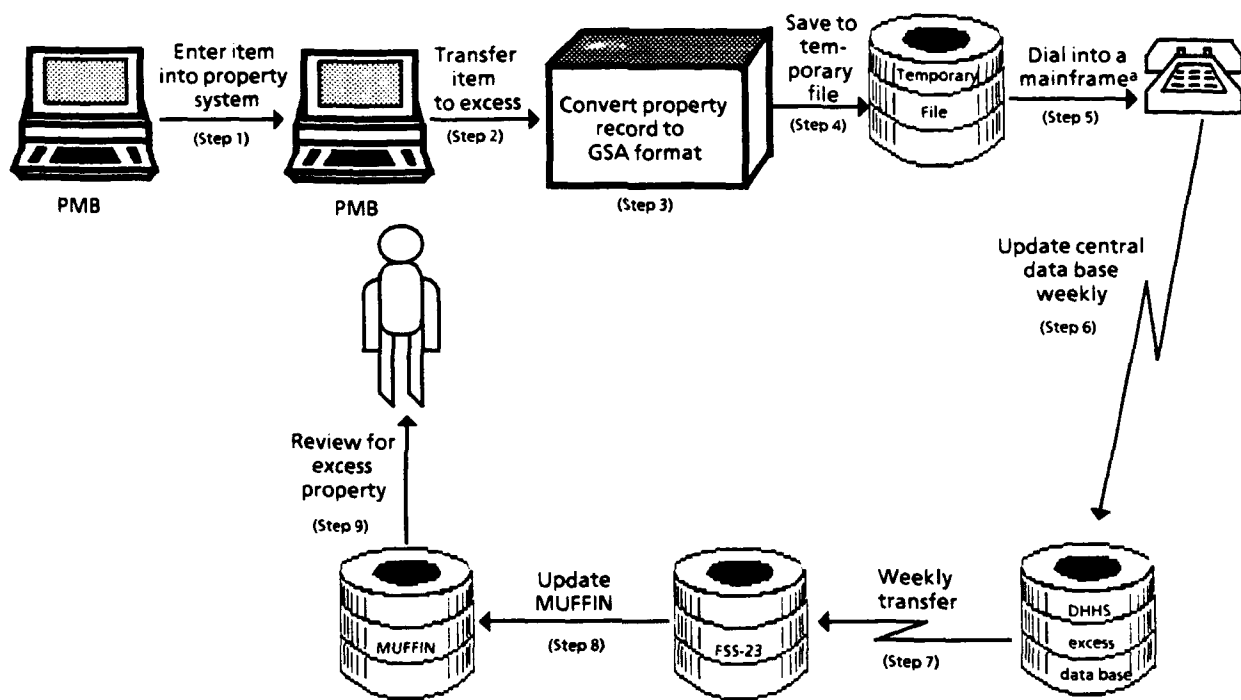 Enter item
into property
system
(Step 1)
PMB
Transfer
item
to excess
(Step 2)
PMB
Convert property
record to
GSA format
(Step 3)
Save to
tem-
porary
file
(Step 4)
Temporary
File
Dial into a
mainframeᵃ
(Step 5)
Update central
data base
weekly
(Step 6)
DHHS
excess
data base
Weekly
transfer
(Step 7)
FSS-23
Update
MUFFIN
(Step 8)
MUFFIN
Review for
excess
property
(Step 9)